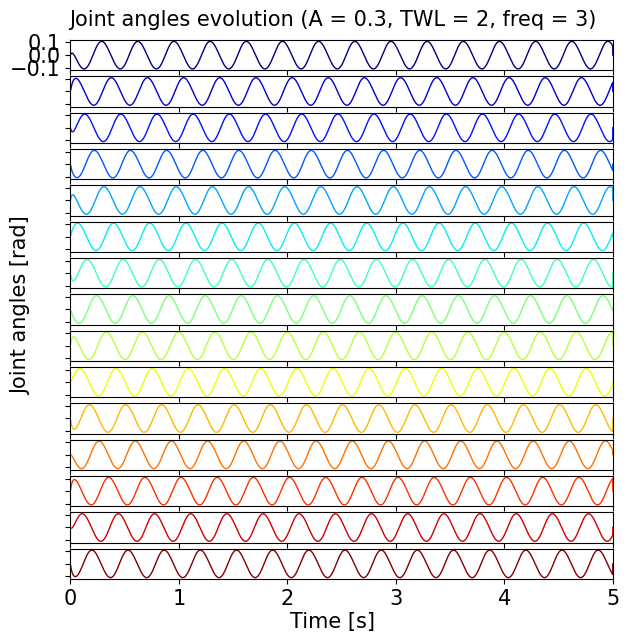 Joint angles evolution (A = 0.3, TWL = 2, freq = 3)
0.1
0.0
−0.1
Joint angles [rad]
0 1 2 3 4 5
Time [s]